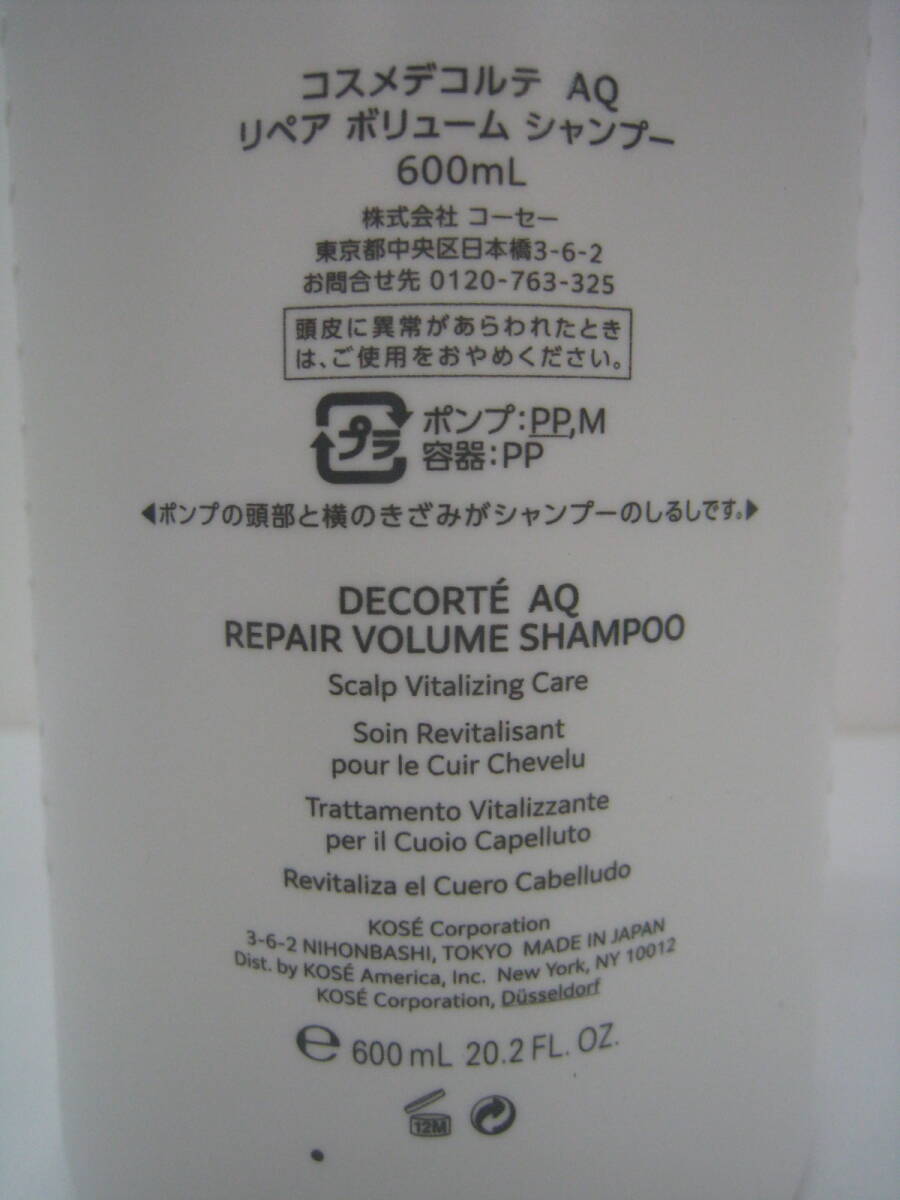 コスメデコルテ AQ
リペア ボリューム シャンプー
600mL
株式会社 コーセー
東京都中央区日本橋3-6-2
お問合せ先 0120-763-325
頭皮に異常があらわれたとき
は、ご使用をおやめください。
プラ ポンプ:PP,M
容器:PP
◀ポンプの頭部と横のきざみがシャンプーのしるしです。▶
DECORTÉ AQ
REPAIR VOLUME SHAMPOO
Scalp Vitalizing Care
Soin Revitalisant
pour le Cuir Chevelu
Trattamento Vitalizzante
per il Cuoio Capelluto
Revitaliza el Cuero Cabelludo
KOSÉ Corporation
3-6-2 NIHONBASHI, TOKYO MADE IN JAPAN
Dist. by KOSÉ America, Inc. New York, NY 10012
KOSÉ Corporation, Düsseldorf
℮ 600 mL 20.2 FL. OZ.
12M